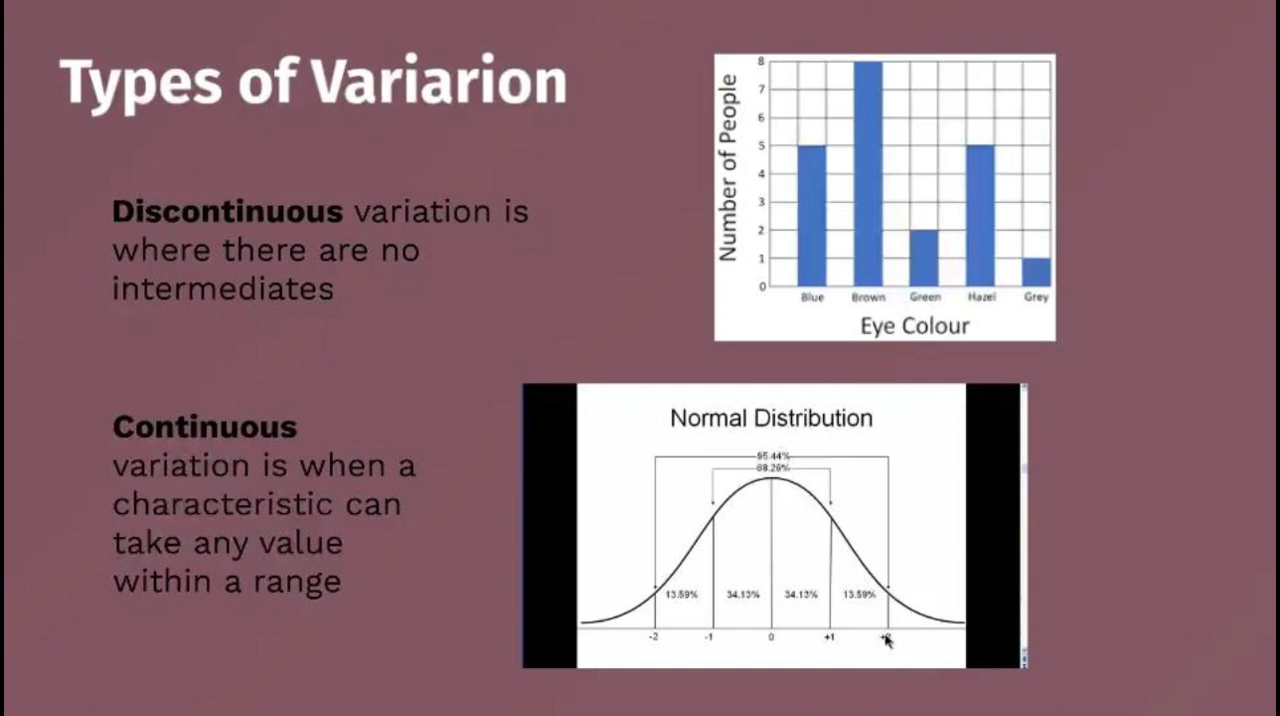 Types of Variarion
Discontinuous variation is
where there are no
intermediates
Number of People
8
7
6
5
4
3
2
1
0
Blue Brown Green Hazel Grey
Eye Colour
Continuous
variation is when a
characteristic can
take any value
within a range
Normal Distribution
95.44%
68.26%
13.59% 34.13% 34.13% 13.59%
-2 -1 0 +1